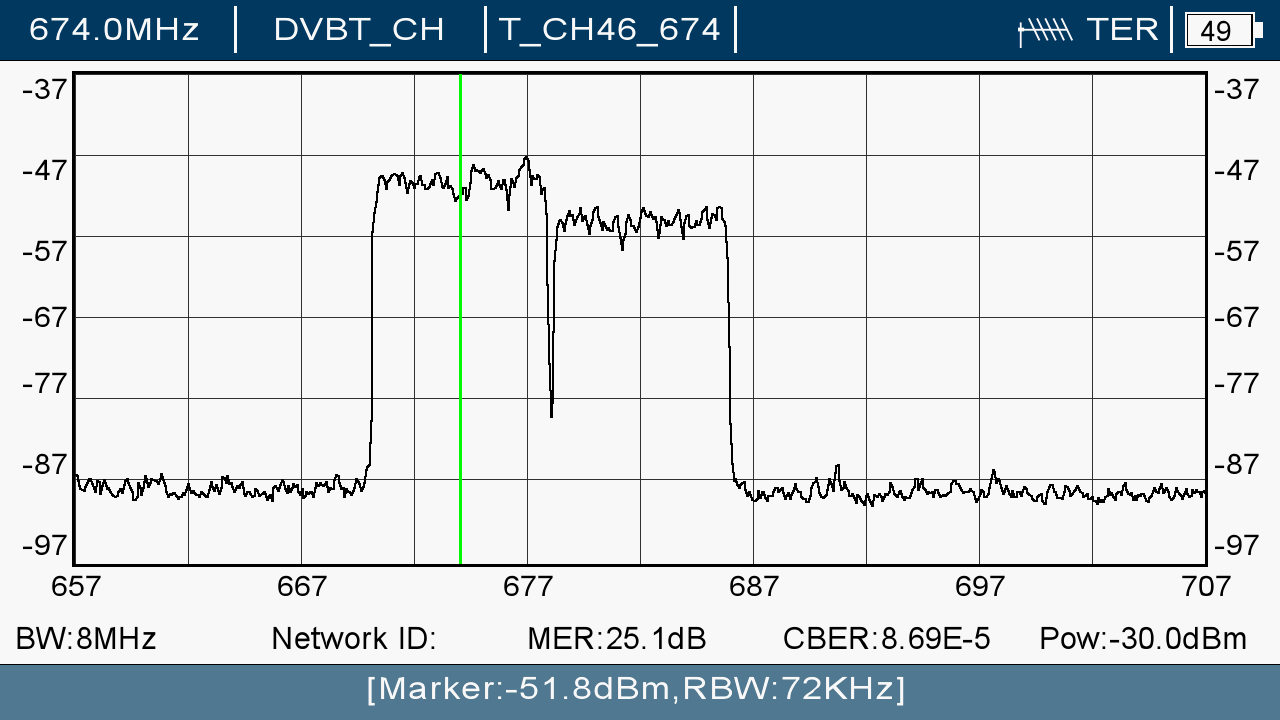 674.0MHz DVBT_CH T_CH46_674 TER 49
-37 -37
-47 -47
-57 -57
-67 -67
-77 -77
-87 -87
-97 -97
657 667 677 687 697 707
BW:8MHz Network ID: MER:25.1dB CBER:8.69E-5 Pow:-30.0dBm
[Marker:-51.8dBm,RBW:72KHz]